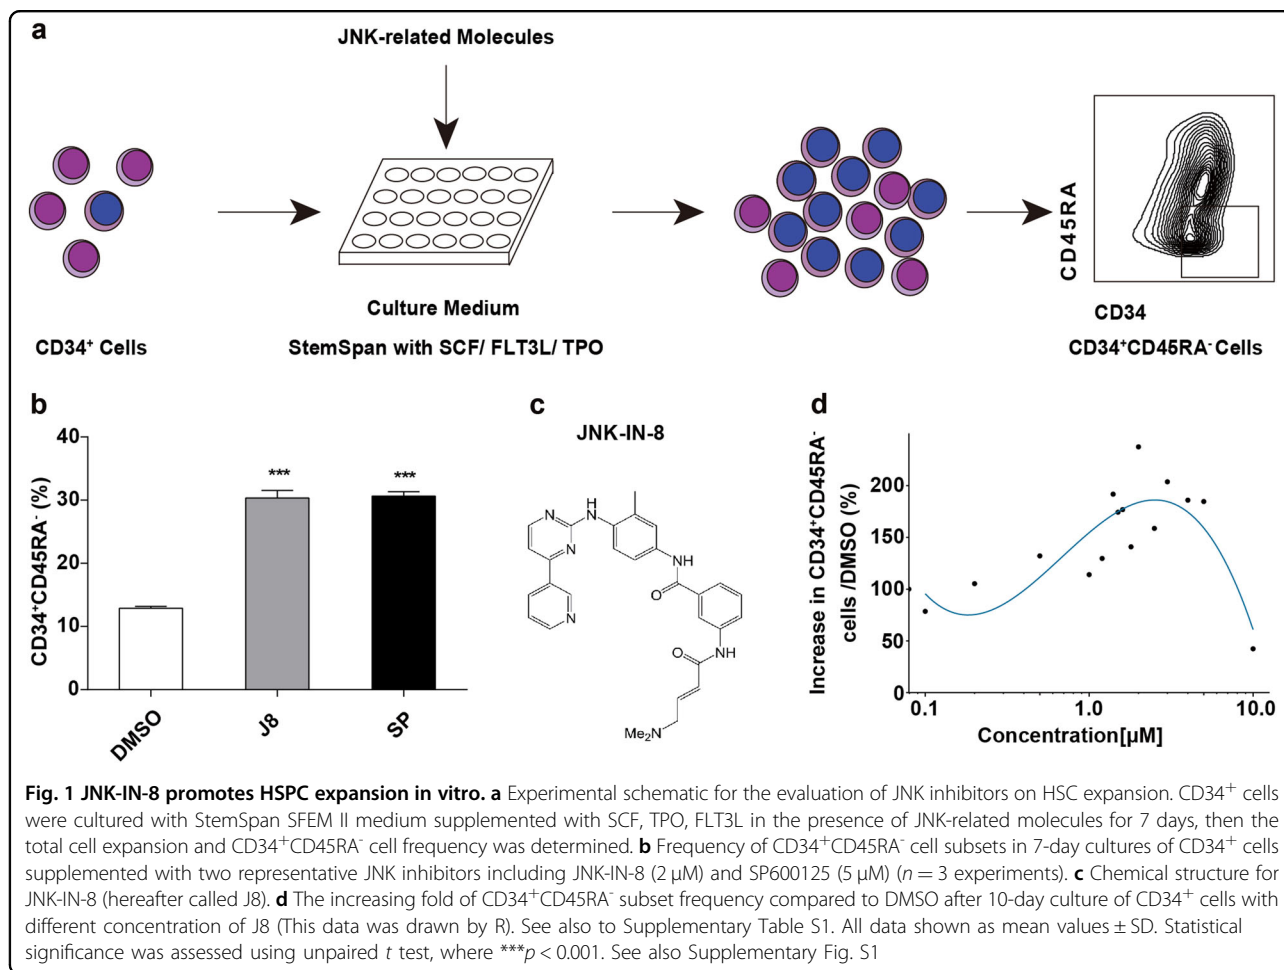 a
JNK-related Molecules
CD45RA
Culture Medium
CD34
CD34⁺ Cells
StemSpan with SCF/ FLT3L/ TPO
CD34⁺CD45RA⁻ Cells
b
CD34⁺CD45RA⁻ (%)
40
30
20
10
0
***
***
DMSO
J8
SP
c
JNK-IN-8
N
N
H
N
N
NH
O
O
NH
Me₂N
d
Increase in CD34⁺CD45RA⁻
cells /DMSO (%)
200
150
100
50
0
0.1
1.0
10.0
Concentration[µM]
Fig. 1 JNK-IN-8 promotes HSPC expansion in vitro. a Experimental schematic for the evaluation of JNK inhibitors on HSC expansion. CD34⁺ cells
were cultured with StemSpan SFEM II medium supplemented with SCF, TPO, FLT3L in the presence of JNK-related molecules for 7 days, then the
total cell expansion and CD34⁺CD45RA⁻ cell frequency was determined. b Frequency of CD34⁺CD45RA⁻ cell subsets in 7-day cultures of CD34⁺ cells
supplemented with two representative JNK inhibitors including JNK-IN-8 (2 µM) and SP600125 (5 µM) (n = 3 experiments). c Chemical structure for
JNK-IN-8 (hereafter called J8). d The increasing fold of CD34⁺CD45RA⁻ subset frequency compared to DMSO after 10-day culture of CD34⁺ cells with
different concentration of J8 (This data was drawn by R). See also to Supplementary Table S1. All data shown as mean values ± SD. Statistical
significance was assessed using unpaired t test, where ***p < 0.001. See also Supplementary Fig. S1